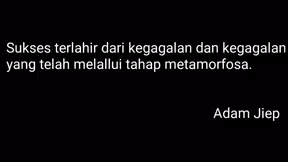 Sukses terlahir dari kegagalan dan kegagalan
yang telah melallui tahap metamorfosa.
Adam Jiep